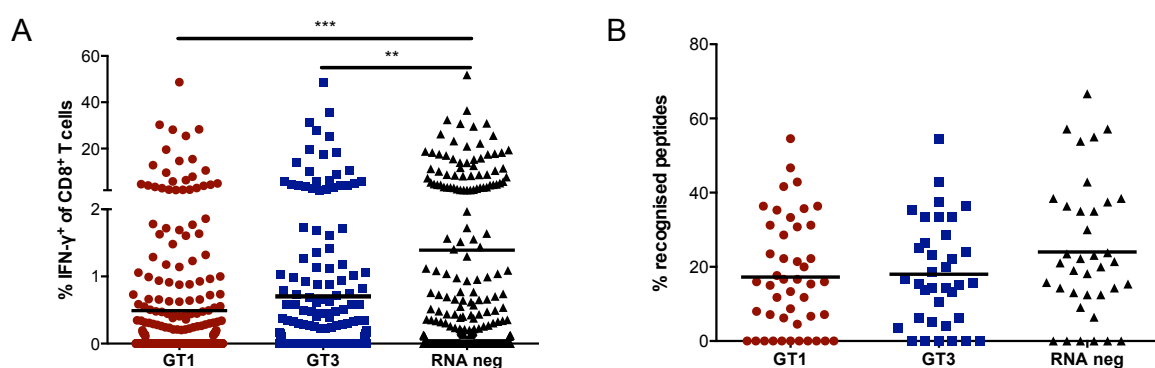 A
***
**
% IFN-γ⁺ of CD8⁺ T cells
60
40
20
2
1
0
GT1 GT3 RNA neg
B
% recognised peptides
80
60
40
20
0
GT1 GT3 RNA neg